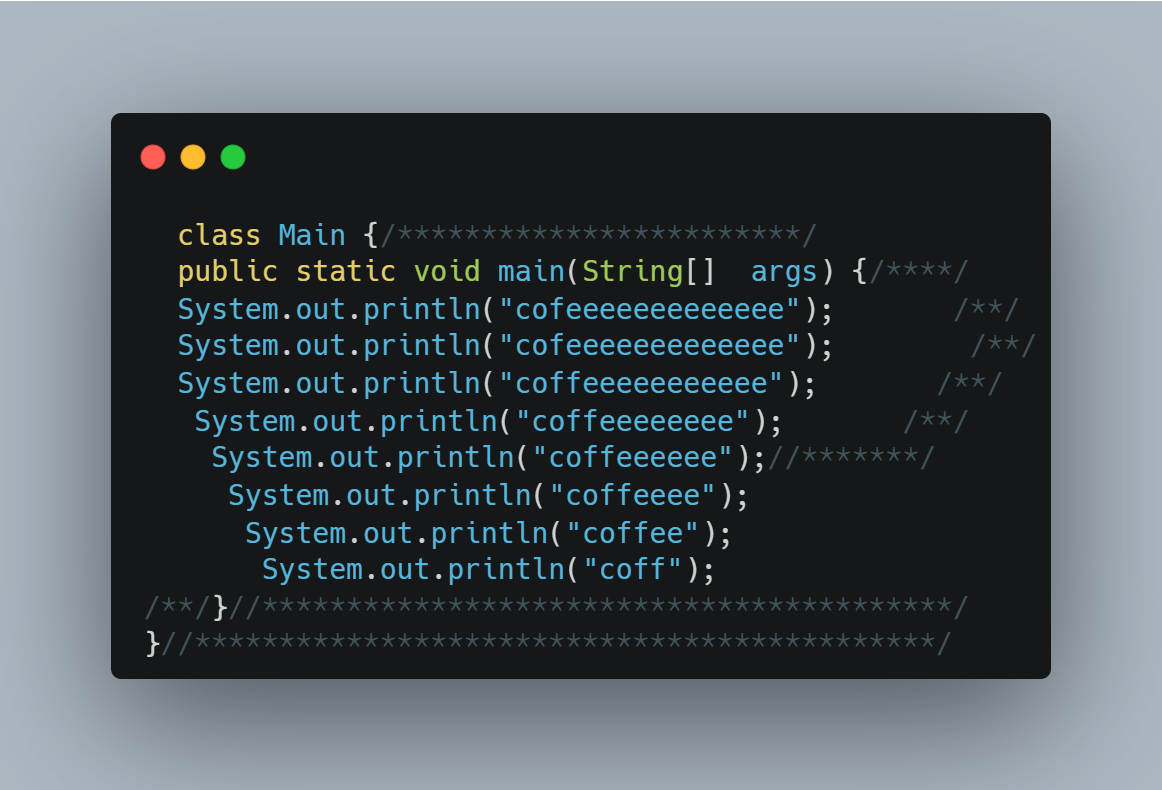 class Main {/************************/
public static void main(String[]  args) {/****/
System.out.println("cofeeeeeeeeeeeee");       /**/
System.out.println("cofeeeeeeeeeeeee");        /**/
System.out.println("coffeeeeeeeeeee");       /**/
System.out.println("coffeeeeeeee");       /**/
System.out.println("coffeeeeee");//*******/
System.out.println("coffeeee");
System.out.println("coffee");
System.out.println("coff");
/**/}//*****************************************/
}//********************************************/